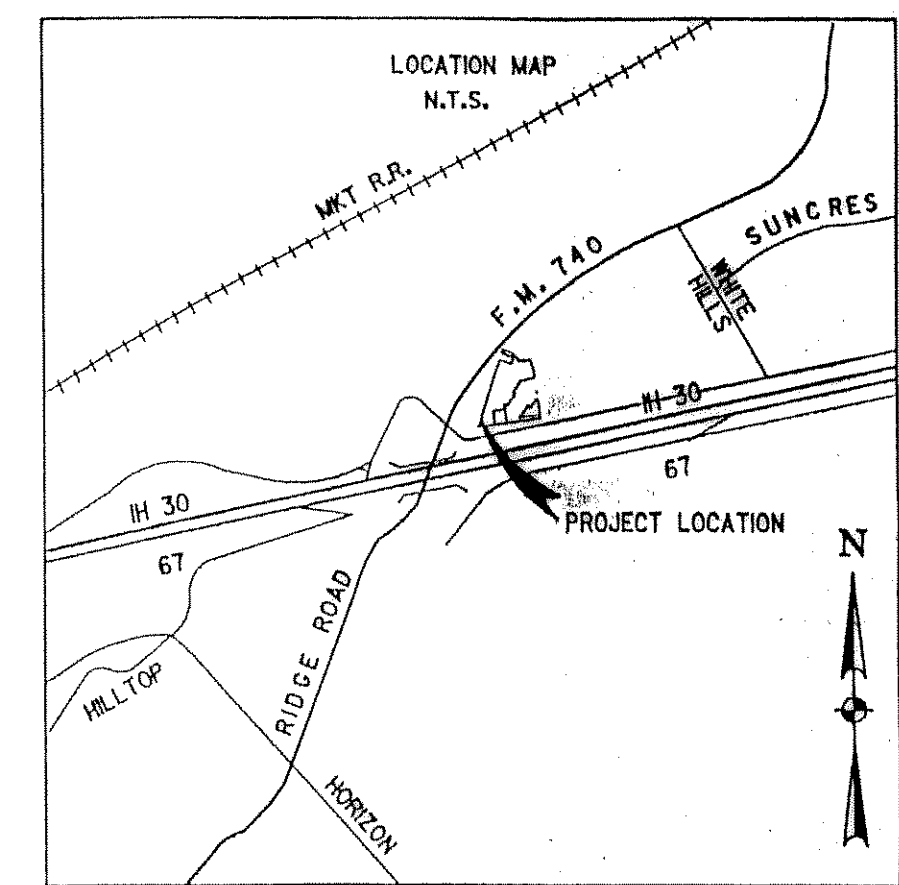 LOCATION MAP
N.T.S.
MKT R.R.
F.M. 740
SUNCRES
WHITE
HILLS
IH 30
67
PROJECT LOCATION
IH 30
67
N
HILLTOP
RIDGE ROAD
HORIZON